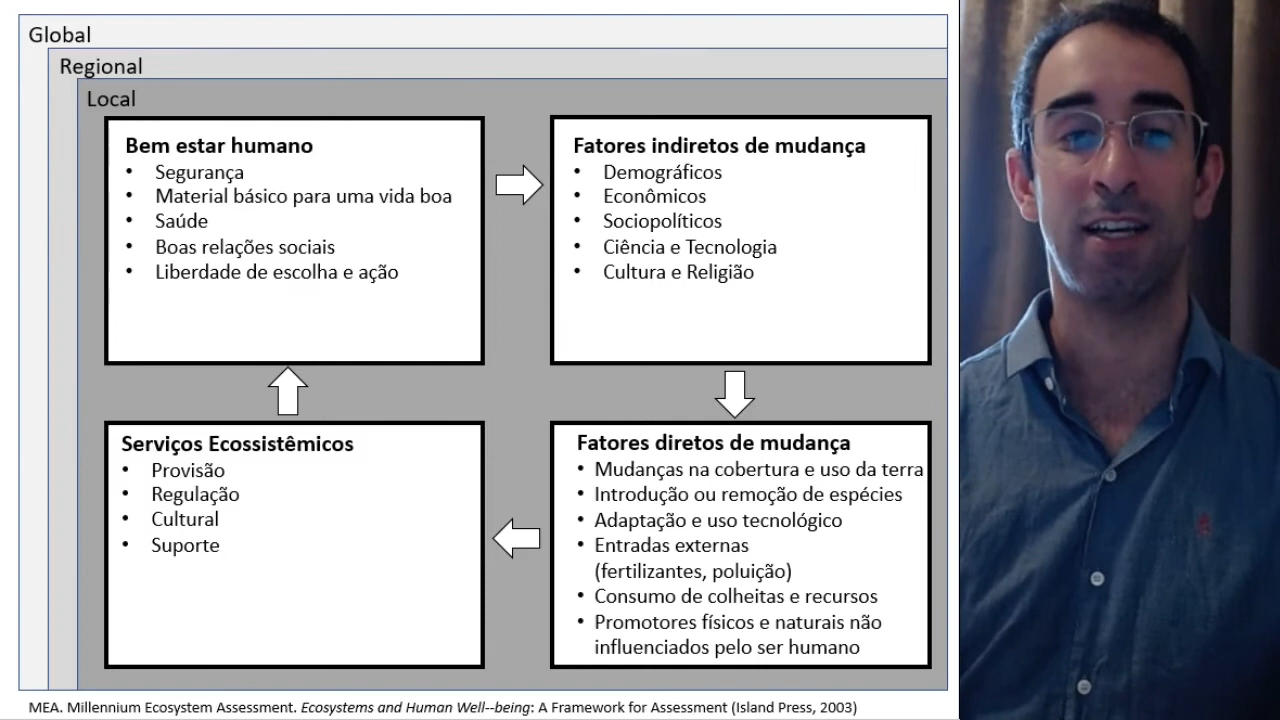 Global
Regional
Local
Bem estar humano
• Segurança
• Material básico para uma vida boa
• Saúde
• Boas relações sociais
• Liberdade de escolha e ação
Fatores indiretos de mudança
• Demográficos
• Econômicos
• Sociopolíticos
• Ciência e Tecnologia
• Cultura e Religião
Serviços Ecossistêmicos
• Provisão
• Regulação
• Cultural
• Suporte
Fatores diretos de mudança
• Mudanças na cobertura e uso da terra
• Introdução ou remoção de espécies
• Adaptação e uso tecnológico
• Entradas externas
(fertilizantes, poluição)
• Consumo de colheitas e recursos
• Promotores físicos e naturais não
influenciados pelo ser humano
MEA. Millennium Ecosystem Assessment. Ecosystems and Human Well--being: A Framework for Assessment (Island Press, 2003)